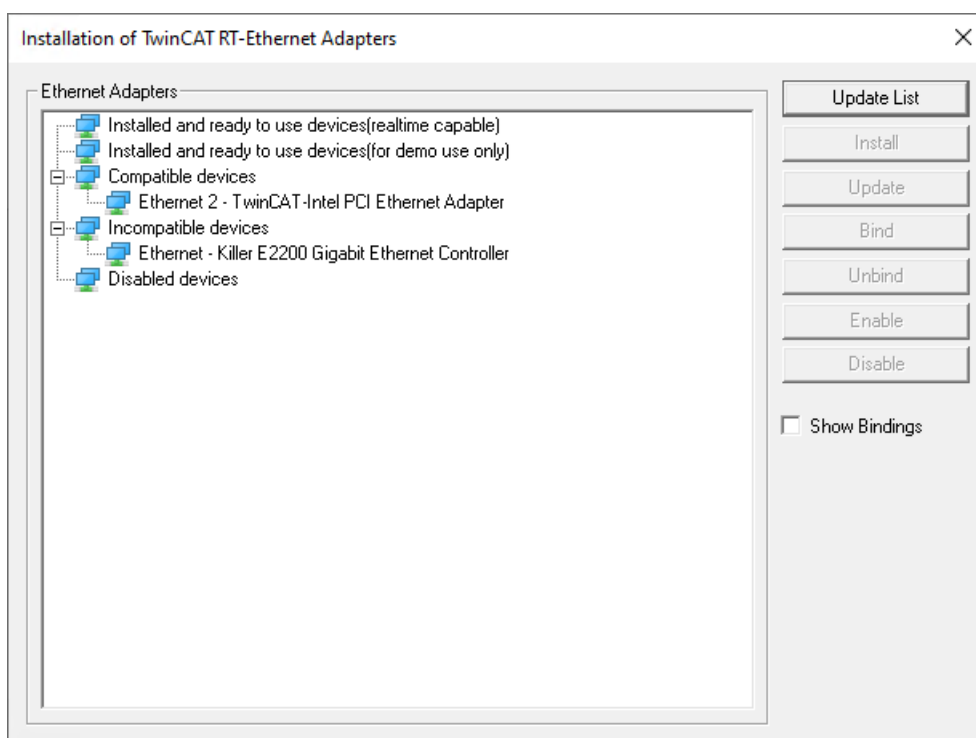 Installation of TwinCAT RT-Ethernet Adapters
Ethernet Adapters
Installed and ready to use devices(realtime capable)
Installed and ready to use devices(for demo use only)
Compatible devices
Ethernet 2 - TwinCAT-Intel PCI Ethernet Adapter
Incompatible devices
Ethernet - Killer E2200 Gigabit Ethernet Controller
Disabled devices
Update List
Install
Update
Bind
Unbind
Enable
Disable
Show Bindings